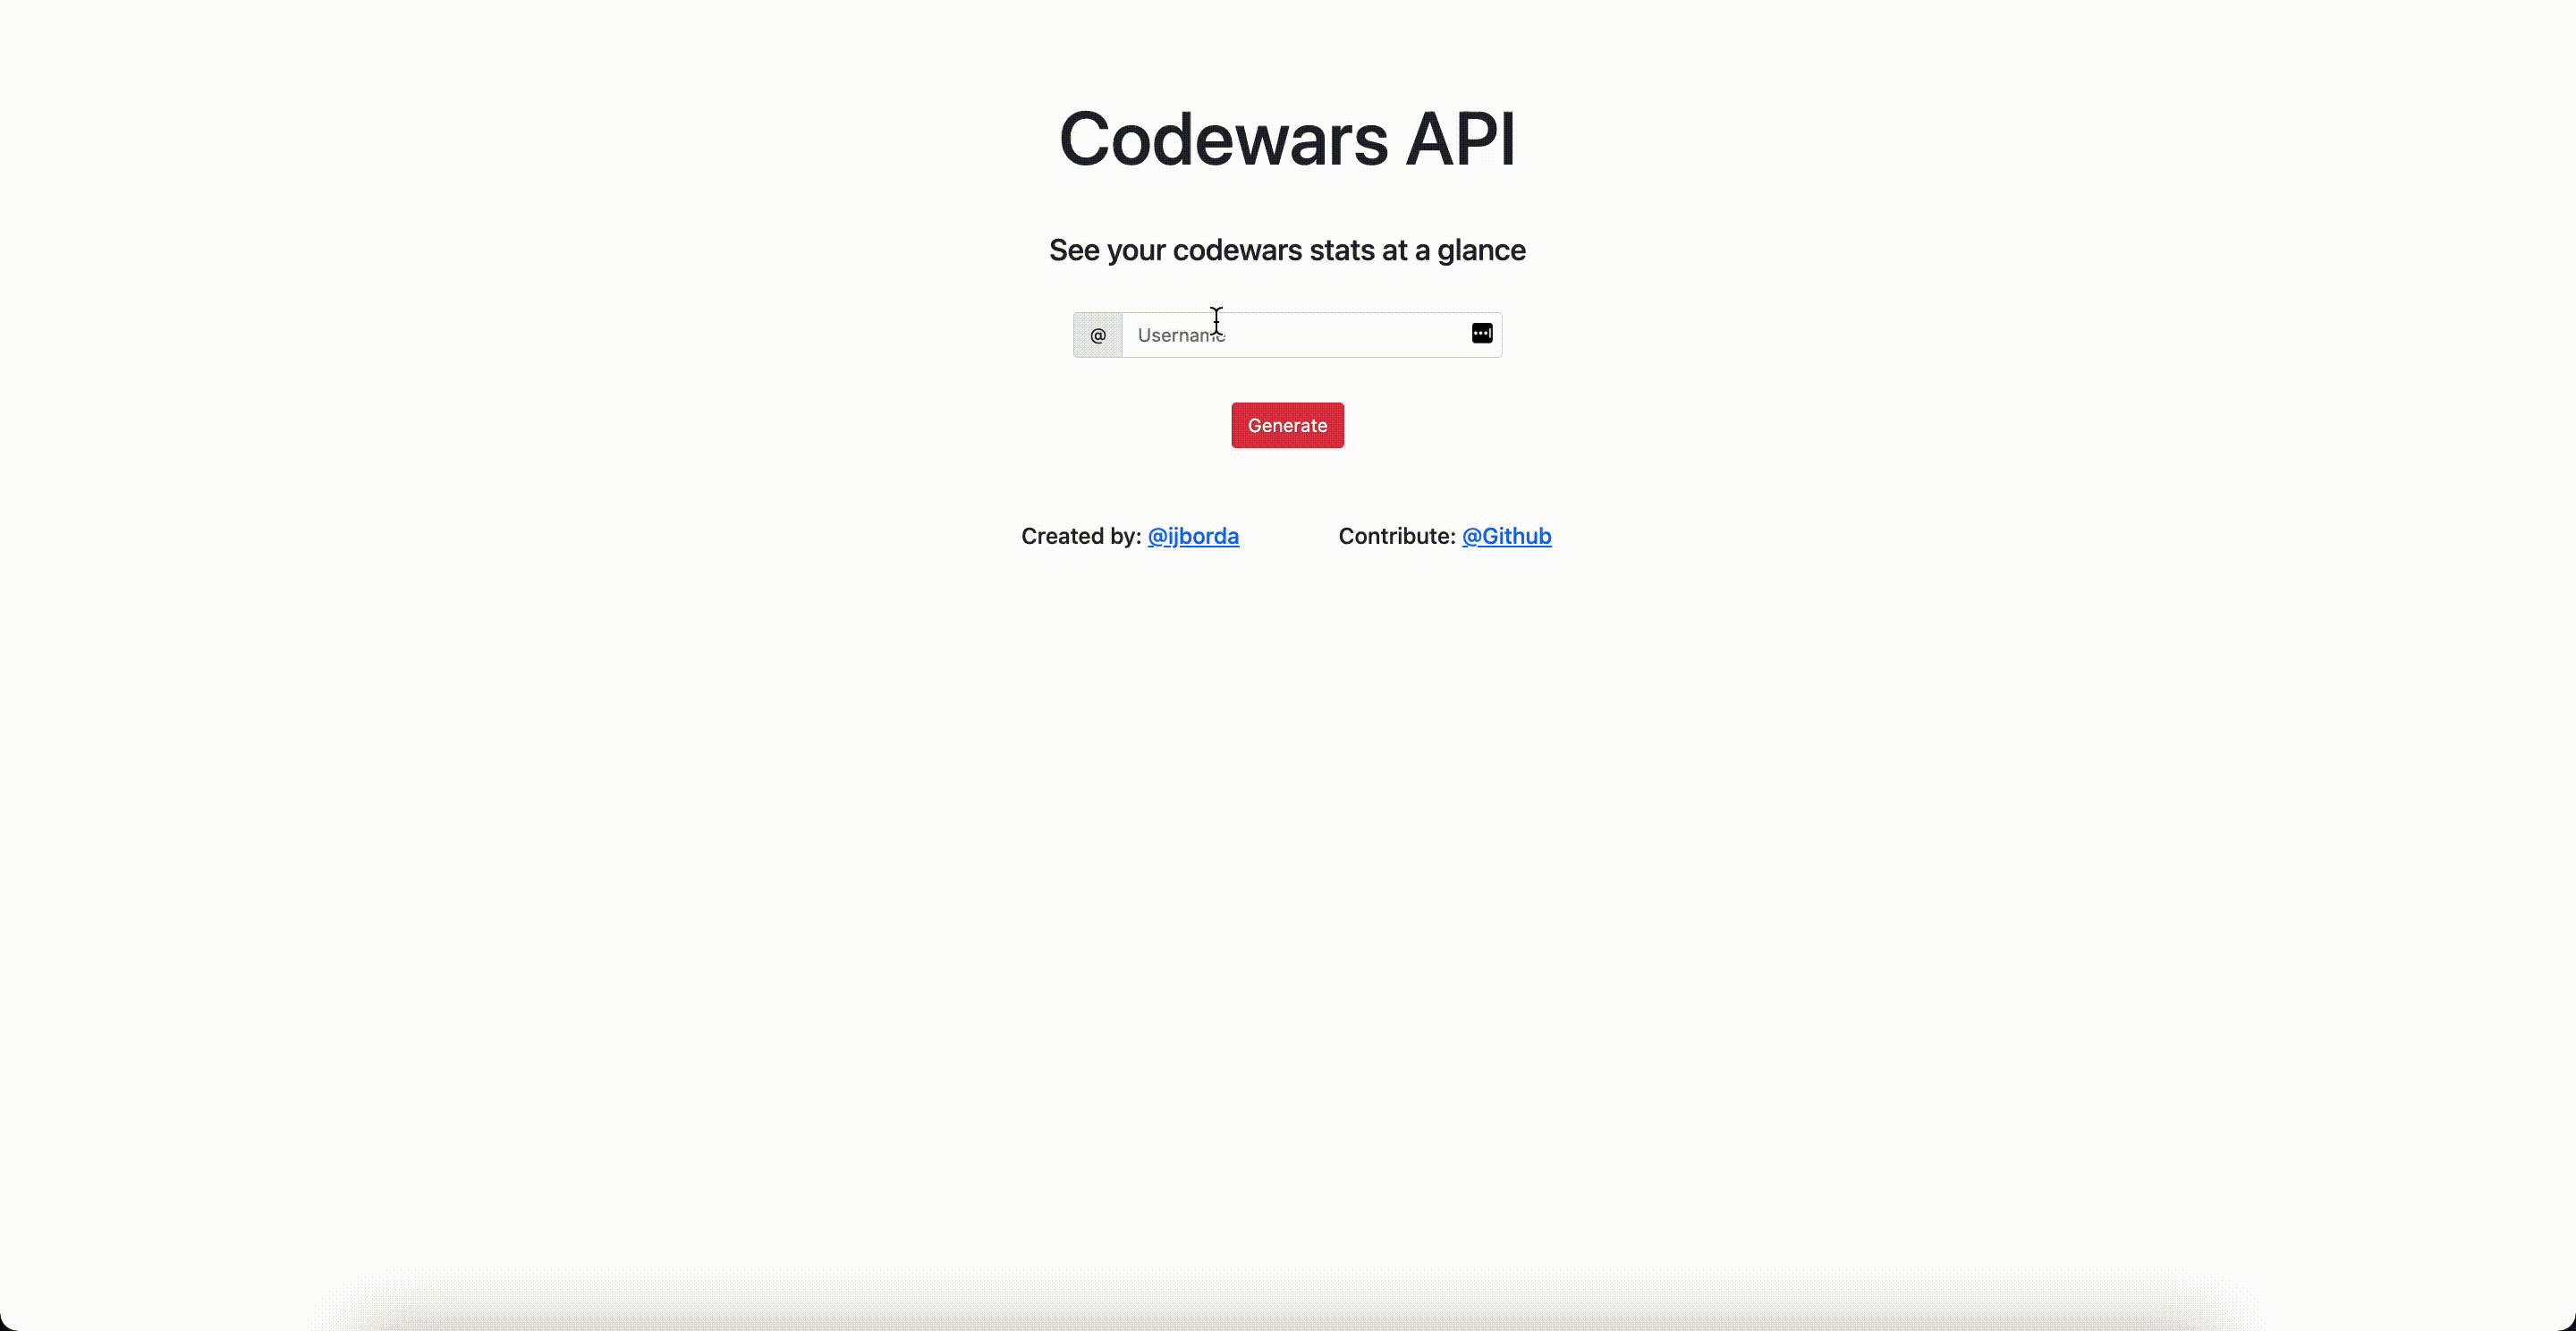 Codewars API
See your codewars stats at a glance
@ Username
Generate
Created by: @ijborda Contribute: @Github